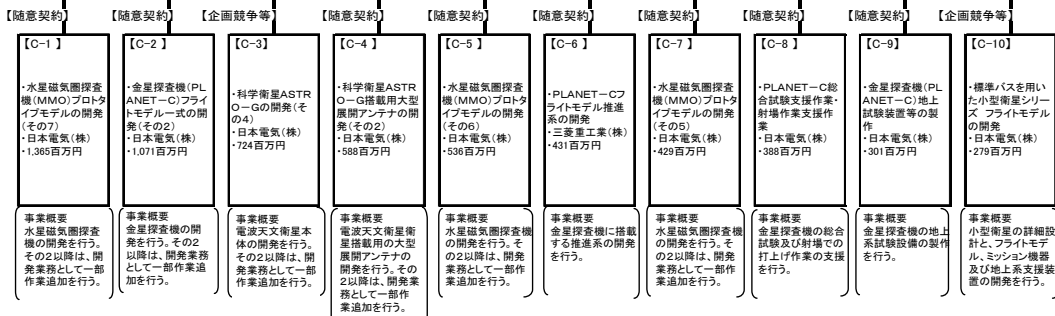 【随意契約】
【随意契約】
【随意契約】
【随意契約】
【随意契約】
【随意契約】
【随意契約】
【随意契約】
【随意契約】
【企画競争等】
【C-1 】
・水星磁気圏探査
機(MMO)プロトタ
イプモデルの開発
(その7)
・日本電気(株)
・1,365百万円
【C-2 】
・金星探査機(PL
ANET－C)フライ
トモデル一式の開
発(その2)
・日本電気(株)
・1,071百万円
【C-3】
・科学衛星ASTR
O－Gの開発(そ
の4)
・日本電気(株)
・724百万円
【C-4 】
・科学衛星ASTR
O－G搭載用大型
展開アンテナの開
発(その2)
・日本電気(株)
・588百万円
【C-5 】
・水星磁気圏探査
機(MMO)プロトタ
イプモデルの開発
(その6)
・日本電気(株)
・536百万円
【C-6 】
・PLANET－Cフ
ライトモデル推進
系の開発
・三菱重工業(株)
・431百万円
【C-7 】
・水星磁気圏探査
機(MMO)プロトタ
イプモデルの開発
(その5)
・日本電気(株)
・429百万円
【C-8 】
・PLANET－C総
合試験支援作業・
射場作業支援作
業
・日本電気(株)
・388百万円
【C-9】
・金星探査機(PL
ANET－C)地上
試験装置等の製
作
・日本電気(株)
・301百万円
【C-10】
・標準バスを用い
た小型衛星シリー
ズ フライトモデル
の開発
・日本電気(株)
・279百万円
事業概要
水星磁気圏探査
機の開発を行う。
その2以降は、開
発業務として一部
作業追加を行う。
事業概要
金星探査機の開
発を行う。その2
以降は、開発業務
として一部作業追
加を行う。
事業概要
電波天文衛星本
体の開発を行う。
その2以降は、開
発業務として一部
作業追加を行う。
事業概要
電波天文衛星衛
星搭載用の大型
展開アンテナの
開発を行う。その
2以降は、開発業
務として一部作
業追加を行う。
事業概要
水星磁気圏探査機
の開発を行う。そ
の2以降は、開発
業務として一部作
業追加を行う。
事業概要
金星探査機に搭載
する推進系の開発
を行う。
事業概要
水星磁気圏探査機
の開発を行う。そ
の2以降は、開発
業務として一部作
業追加を行う。
事業概要
金星探査機の総合
試験及び射場での
打上げ作業の支援
を行う。
事業概要
金星探査機の地上
系試験設備の製作
を行う。
事業概要
小型衛星の詳細設
計と、フライトモデ
ル、ミッション機器
及び地上系支援装
置の開発を行う。